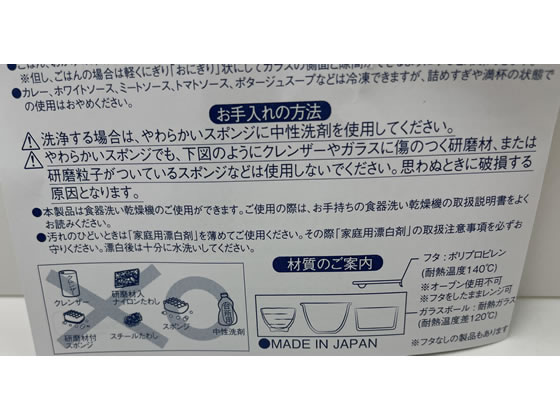 ※但し、ごはんの場合は軽くにぎり「おにぎり」状にしてガラスの側面と隙間ができる
●カレー、ホワイトソース、ミートソース、トマトソース、ポタージュスープなどは冷凍できますが、詰めすぎや満杯の状態で
の使用はおやめください。
お手入れの方法
洗浄する場合は、やわらかいスポンジに中性洗剤を使用してください。
やわらかいスポンジでも、下図のようにクレンザーやガラスに傷のつく研磨材、または
研磨粒子がついているスポンジなどは使用しないでください。思わぬときに破損する
原因となります。
●本製品は食器洗い乾燥機のご使用ができます。ご使用の際は、お手持ちの食器洗い乾燥機の取扱説明書をよく
お読みください。
●汚れのひどいときは「家庭用漂白剤」を薄めてご使用ください。その際「家庭用漂白剤」の取扱注意事項を必ずお
守りください。漂白後は十分に水洗いしてください。
クレンザー
研磨材入
ナイロンたわし
スポンジ
研磨材付
スポンジ
スチールたわし
中性洗剤
材質のご案内
フタ：ポリプロピレン
(耐熱温度140℃)
※オーブン使用不可
※フタをしたままレンジ可
ガラスボール：耐熱ガラス
(耐熱温度差120℃)
※フタなしの製品もあります
●MADE IN JAPAN